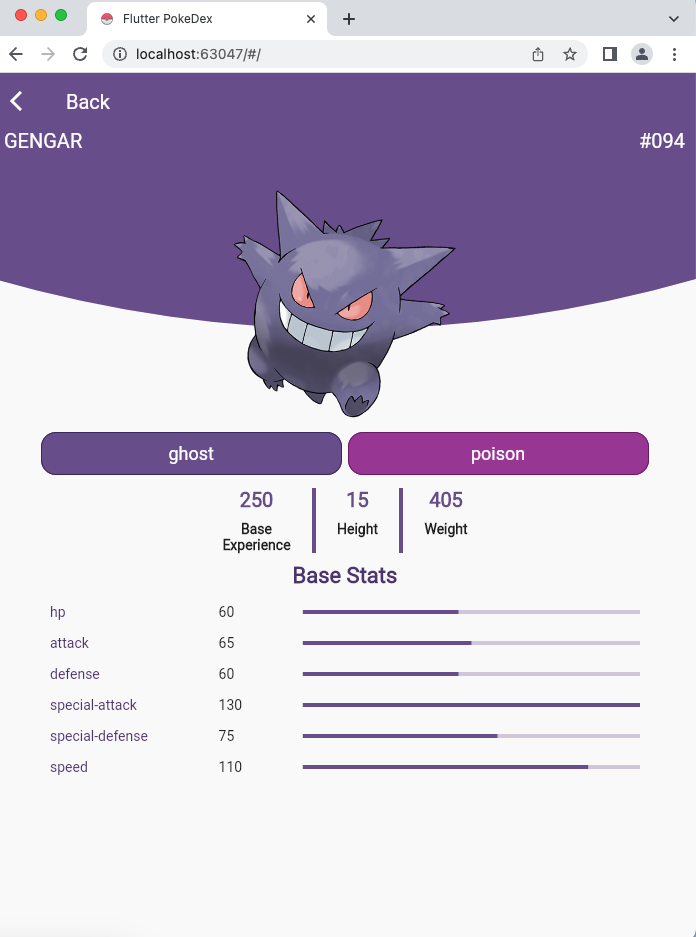 Flutter PokeDex
localhost:63047/#/
Back
GENGAR #094
ghost poison
250 15 405
Base Height Weight
Experience
Base Stats
hp 60
attack 65
defense 60
special-attack 130
special-defense 75
speed 110